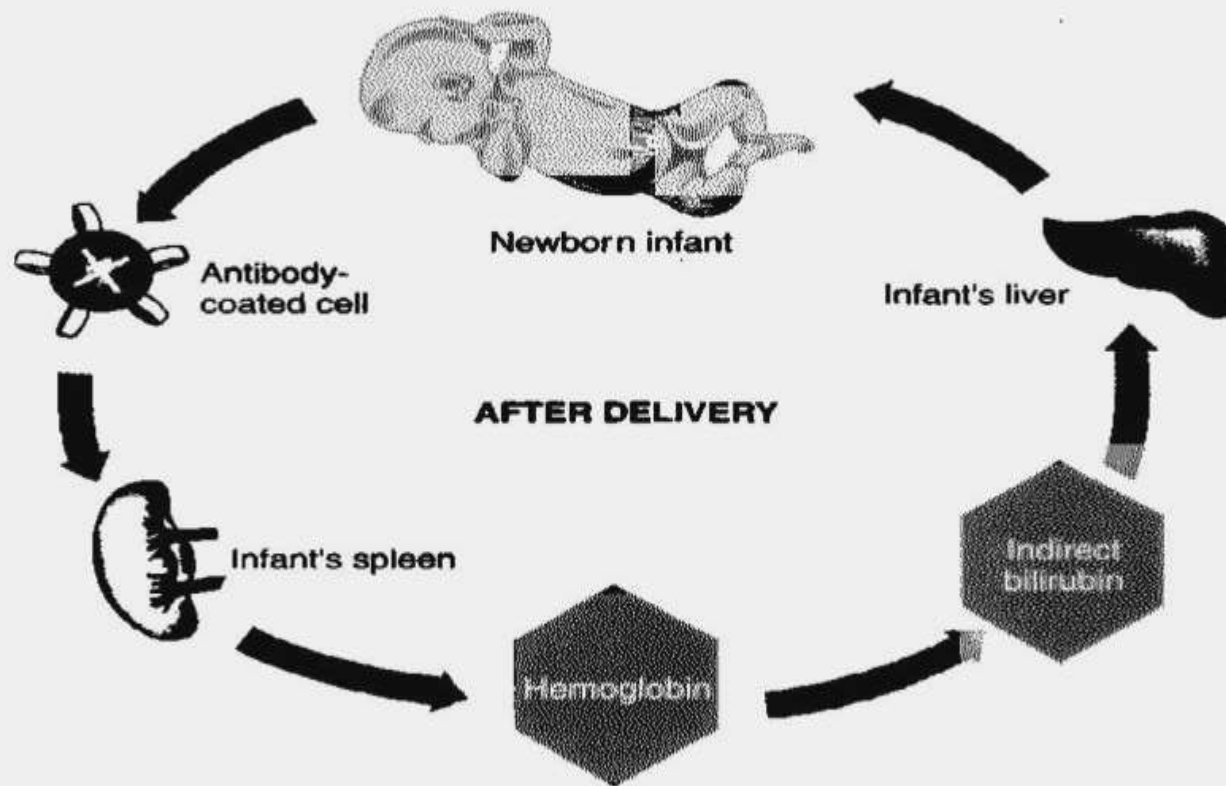 Newborn infant
Antibody-
coated cell
Infant's liver
AFTER DELIVERY
Infant's spleen
Indirect
bilirubin
Hemoglobin